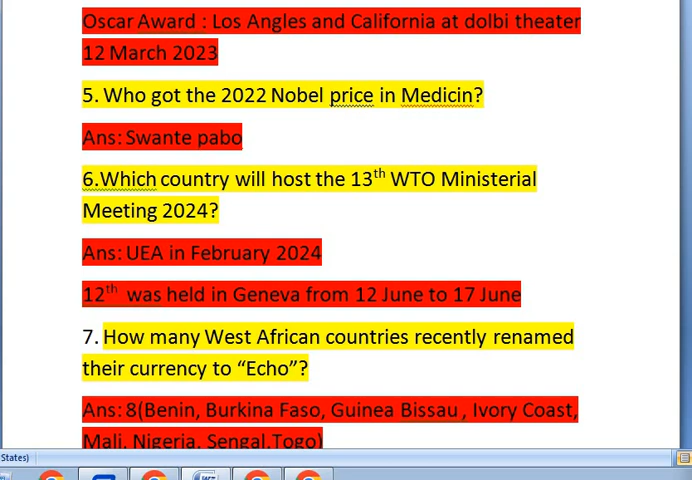 Oscar Award : Los Angles and California at dolbi theater
12 March 2023
5. Who got the 2022 Nobel price in Medicin?
Ans: Swante pabo
6.Which country will host the 13th WTO Ministerial
Meeting 2024?
Ans: UEA in February 2024
12th was held in Geneva from 12 June to 17 June
7. How many West African countries recently renamed
their currency to “Echo”?
Ans: 8(Benin, Burkina Faso, Guinea Bissau , Ivory Coast,
Mali, Nigeria, Sengal,Togo)
States)